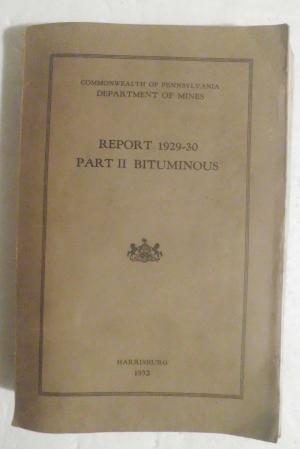 COMMONWEALTH OF PENNSYLVANIA
DEPARTMENT OF MINES
REPORT 1929-30
PART II BITUMINOUS
HARRISBURG
1932